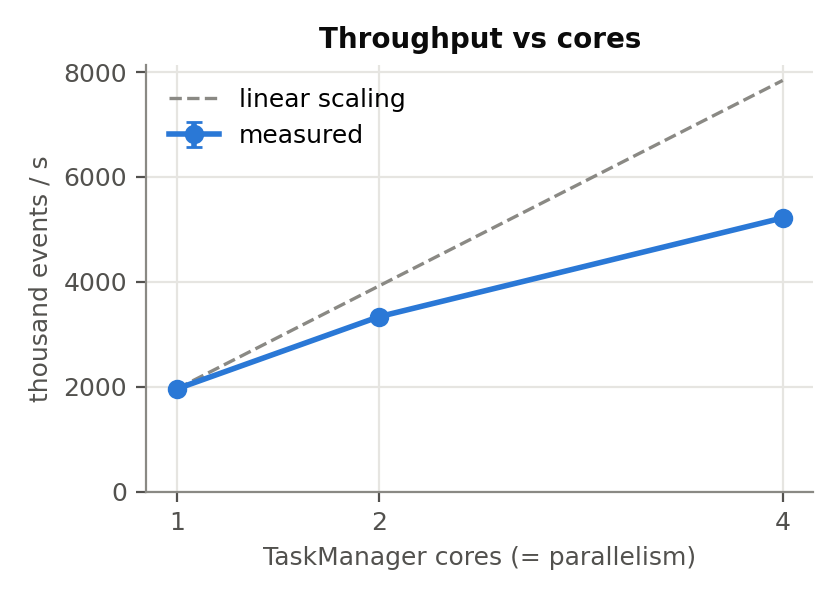 Throughput vs cores
8000
6000
4000
2000
0
thousand events / s
linear scaling
measured
1 2 4
TaskManager cores (= parallelism)